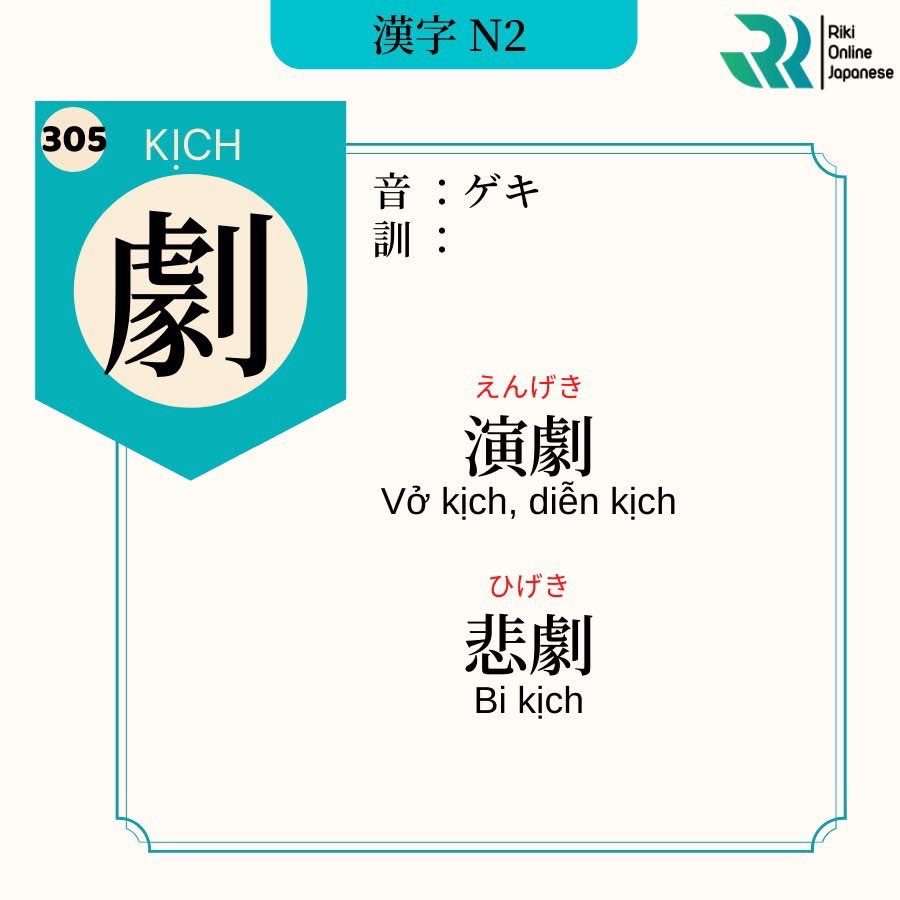 漢字 N2
Riki
Online
Japanese
305
KỊCH
劇
音 ：ゲキ
訓 ：
えんげき
演劇
Vở kịch, diễn kịch
ひげき
悲劇
Bi kịch